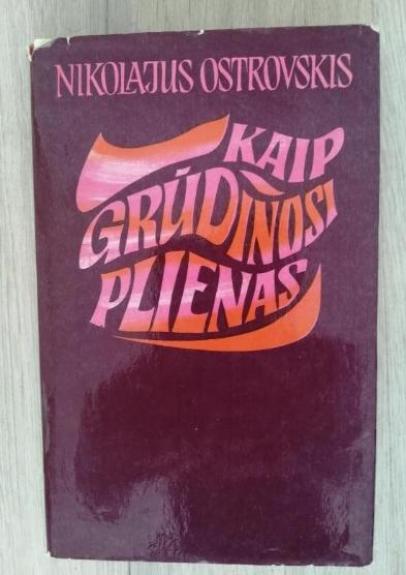 NIKOLAJUS OSTROVSKIS
KAIP
GRŪDINOSI
PLIENAS